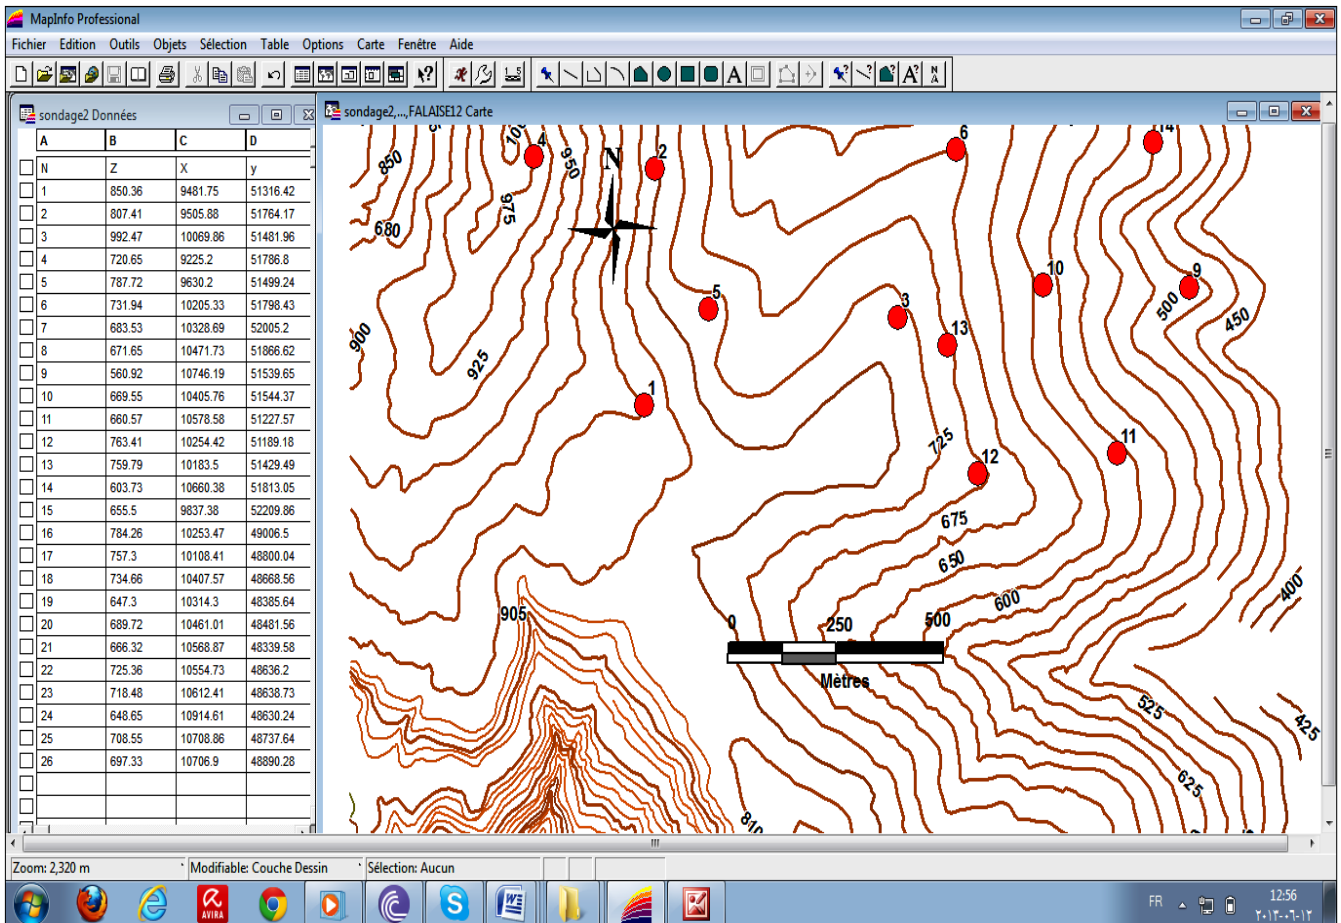 MapInfo Professional
Fichier Edition Outils Objets Sélection Table Options Carte Fenêtre Aide
sondage2 Données
A B C D
N Z X y
1 850.36 9481.75 51316.42
2 807.41 9505.88 51764.17
3 992.47 10069.86 51481.96
4 720.65 9225.2 51786.8
5 787.72 9630.2 51499.24
6 731.94 10205.33 51798.43
7 683.53 10328.69 52005.2
8 671.65 10471.73 51866.62
9 560.92 10746.19 51539.65
10 669.55 10405.76 51544.37
11 660.57 10578.58 51227.57
12 763.41 10254.42 51189.18
13 759.79 10183.5 51429.49
14 603.73 10660.38 51813.05
15 655.5 9837.38 52209.86
16 784.26 10253.47 49006.5
17 757.3 10108.41 48800.04
18 734.66 10407.57 48668.56
19 647.3 10314.3 48385.64
20 689.72 10461.01 48481.56
21 666.32 10568.87 48339.58
22 725.36 10554.73 48636.2
23 718.48 10612.41 48638.73
24 648.65 10914.61 48630.24
25 708.55 10708.86 48737.64
26 697.33 10706.9 48890.28
sondage2,...,FALAISE12 Carte
4
2
6
14
850
950
N
975
680
10
9
5
3
500
450
13
900
925
1
725
11
12
675
650
600
400
905
0 250 500
Mètres
525
425
625
810
Zoom: 2,320 m
Modifiable: Couche Dessin
Sélection: Aucun
AVIRA
FR
12:56
٢٠١٣-٠٦-١٢